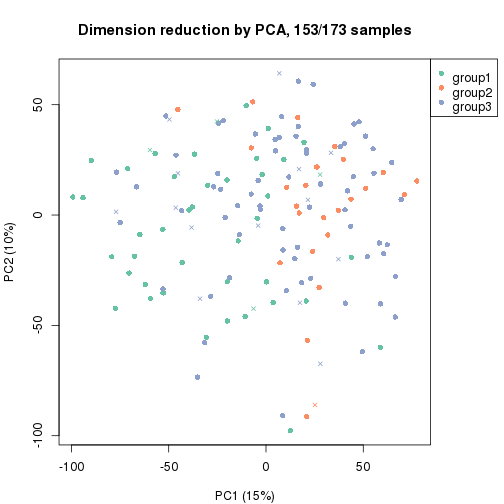 Dimension reduction by PCA, 153/173 samples
group1
group2
group3
50
0
-50
-100
PC2 (10%)
-100
-50
0
50
PC1 (15%)